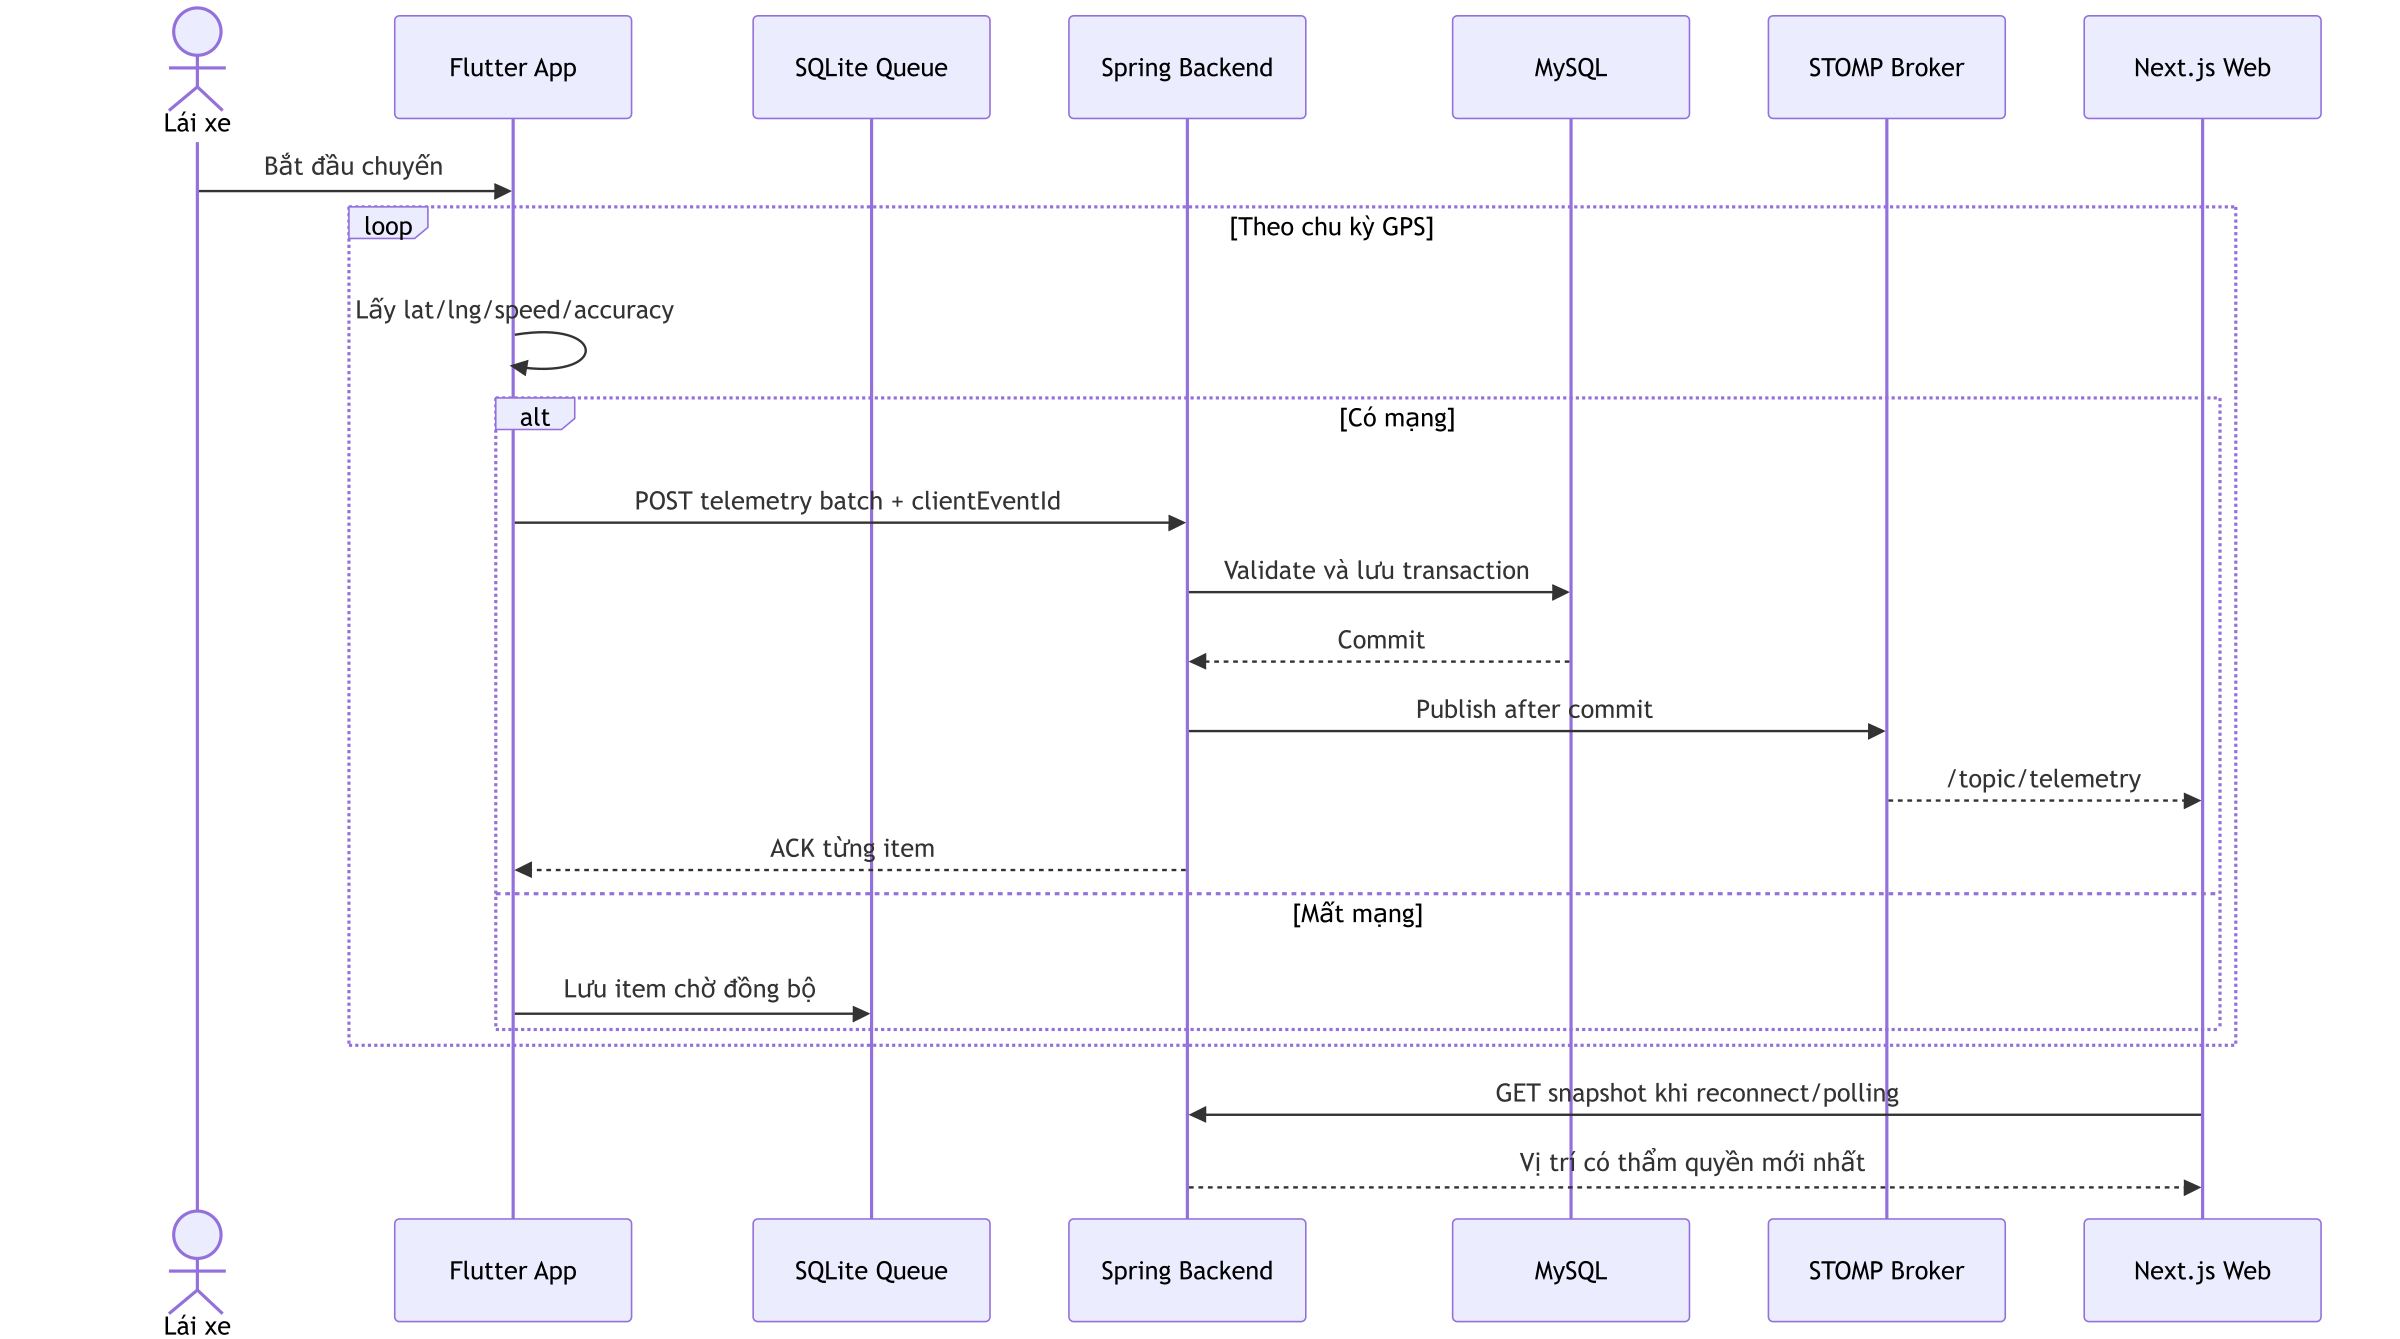 Flutter App
SQLite Queue
Spring Backend
MySQL
STOMP Broker
Next.js Web
Lái xe
Bắt đầu chuyến
loop
[Theo chu kỳ GPS]
Lấy lat/lng/speed/accuracy
alt
[Có mạng]
POST telemetry batch + clientEventId
Validate và lưu transaction
Commit
Publish after commit
/topic/telemetry
ACK từng item
[Mất mạng]
Lưu item chờ đồng bộ
GET snapshot khi reconnect/polling
Vị trí có thẩm quyền mới nhất
Flutter App
SQLite Queue
Spring Backend
MySQL
STOMP Broker
Next.js Web
Lái xe